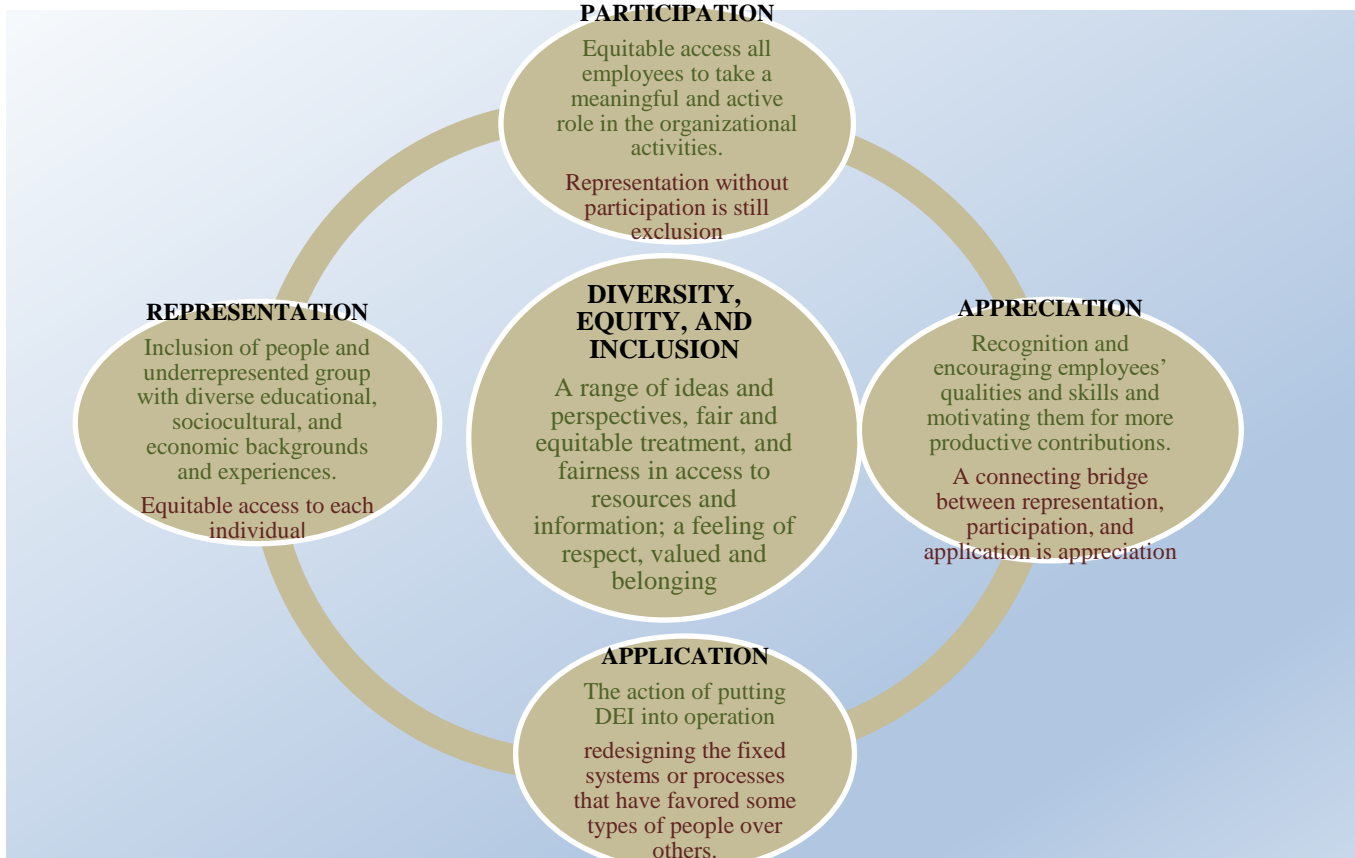 PARTICIPATION
Equitable access all
employees to take a
meaningful and active
role in the organizational
activities.
Representation without
participation is still
exclusion
REPRESENTATION
Inclusion of people and
underrepresented group
with diverse educational,
sociocultural, and
economic backgrounds
and experiences.
Equitable access to each
individual
DIVERSITY,
EQUITY, AND
INCLUSION
A range of ideas and
perspectives, fair and
equitable treatment, and
fairness in access to
resources and
information; a feeling of
respect, valued and
belonging
APPRECIATION
Recognition and
encouraging employees’
qualities and skills and
motivating them for more
productive contributions.
A connecting bridge
between representation,
participation, and
application is appreciation
APPLICATION
The action of putting
DEI into operation
redesigning the fixed
systems or processes
that have favored some
types of people over
others.